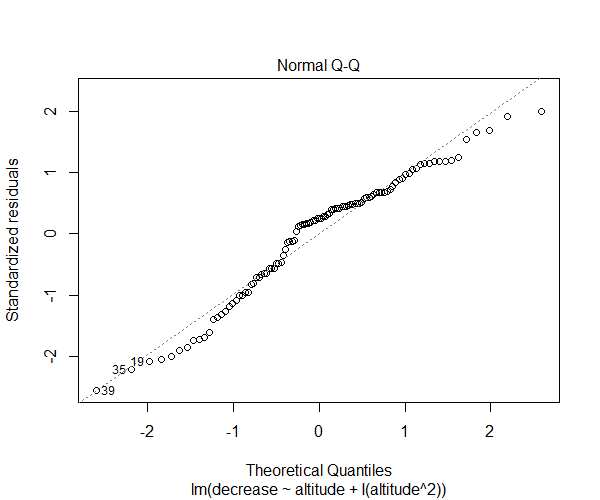 Normal Q-Q
Standardized residuals
2
1
0
-1
-2
19
35
39
-2 -1 0 1 2
Theoretical Quantiles
lm(decrease ~ altitude + I(altitude^2))